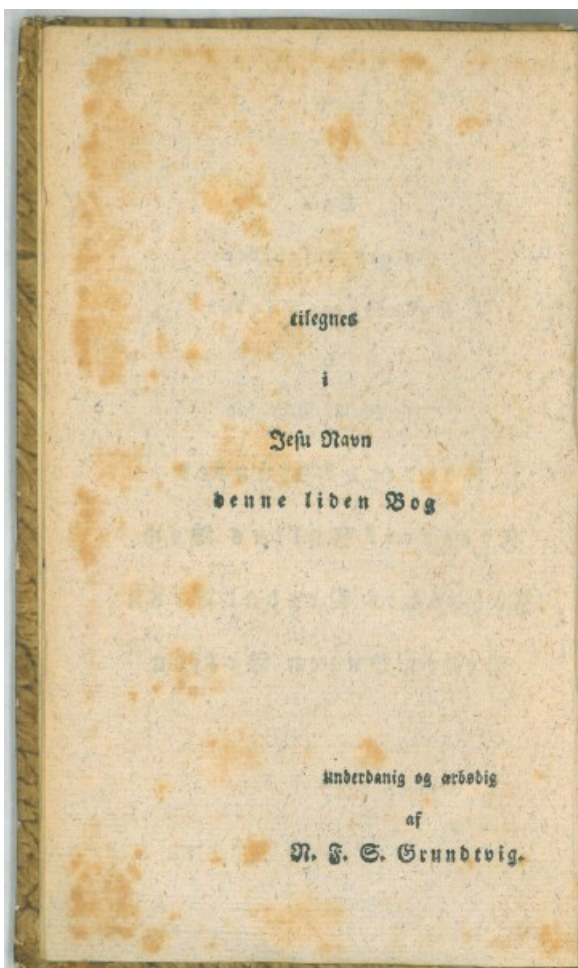 tilegnes
i
Jesu Navn
denne liden Bog
underdanig og ærbødig
af
N. F. S. Grundtvig.